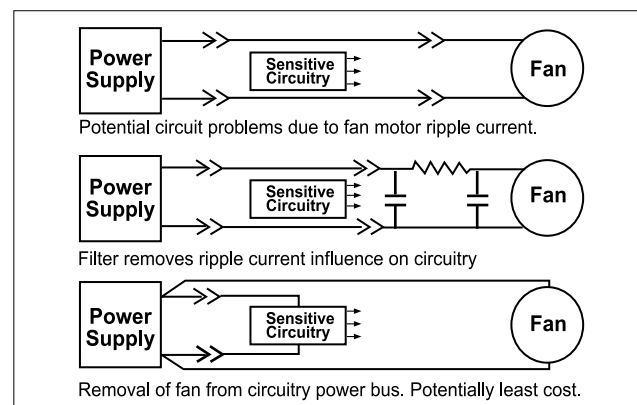 Power
Supply
Sensitive
Circuitry
Fan
Potential circuit problems due to fan motor ripple current.
Power
Supply
Sensitive
Circuitry
Fan
Filter removes ripple current influence on circuitry
Power
Supply
Sensitive
Circuitry
Fan
Removal of fan from circuitry power bus. Potentially least cost.